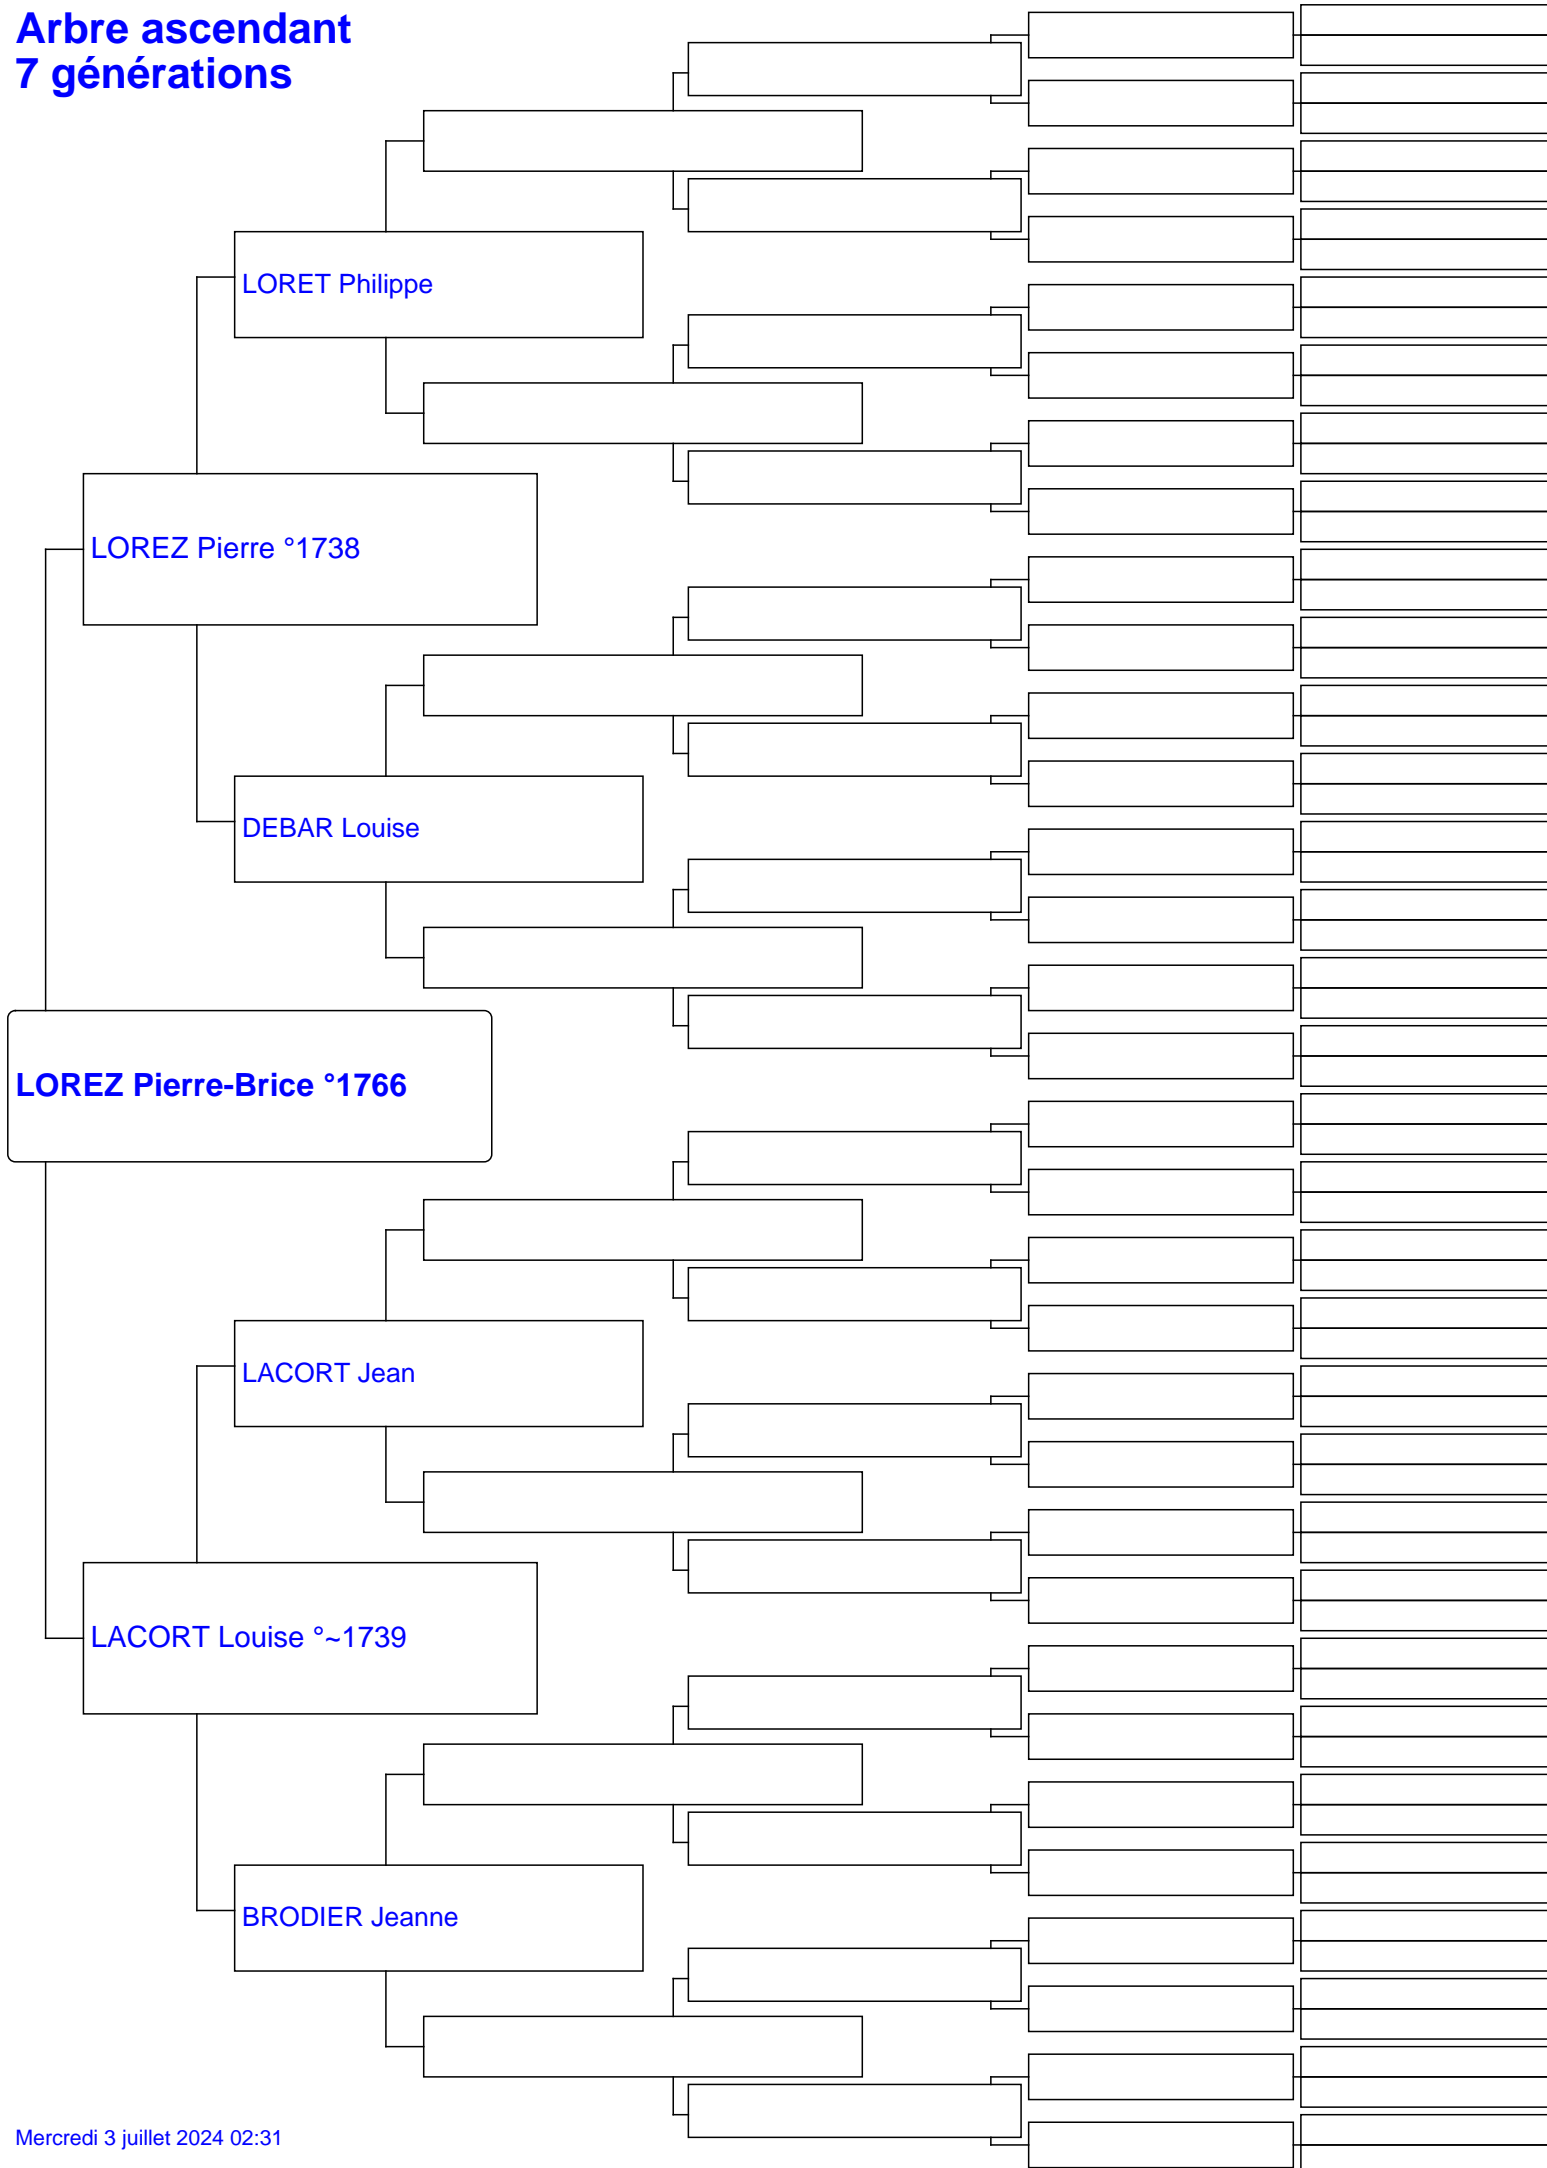 Arbre ascendant
7 générations
LORET Philippe
LOREZ Pierre °1738
DEBAR Louise
LOREZ Pierre-Brice °1766
LACORT Jean
LACORT Louise °~1739
BRODIER Jeanne
Mercredi 3 juillet 2024 02:31